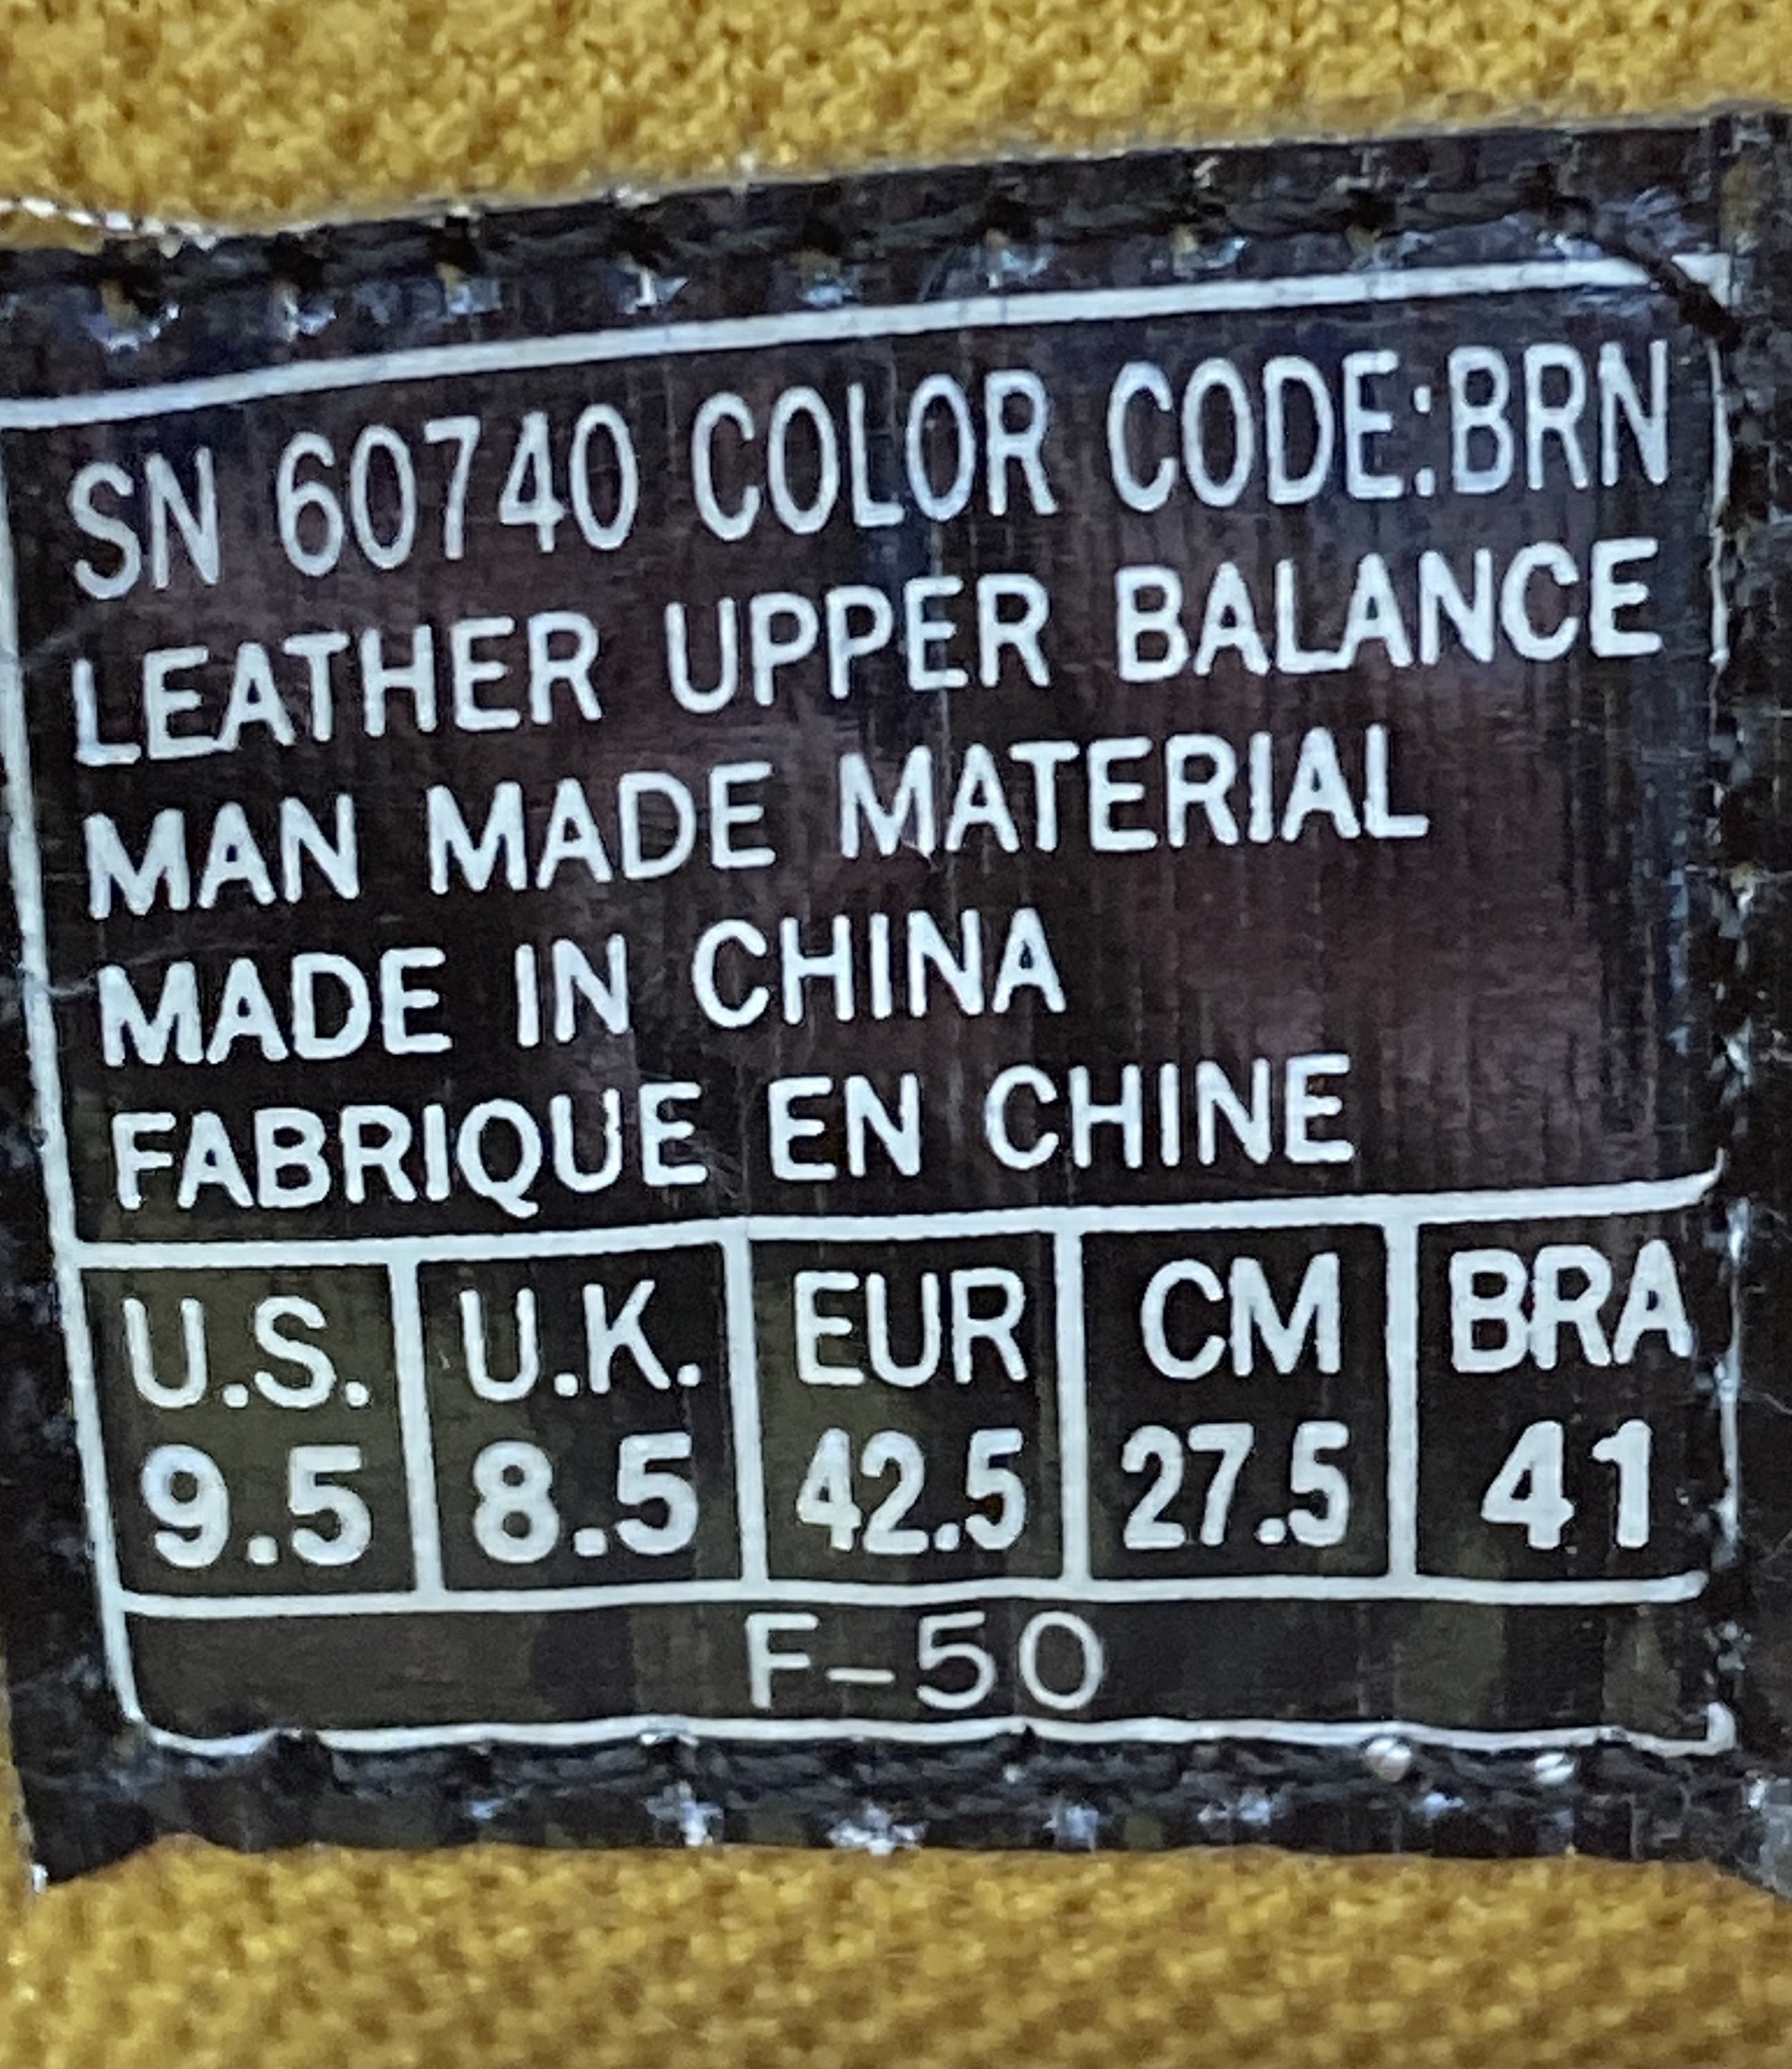 SN 60740 COLOR CODE:BRN
LEATHER UPPER BALANCE
MAN MADE MATERIAL
MADE IN CHINA
FABRIQUE EN CHINE
U.S. U.K. EUR CM BRA
9.5 8.5 42.5 27.5 41
F-50